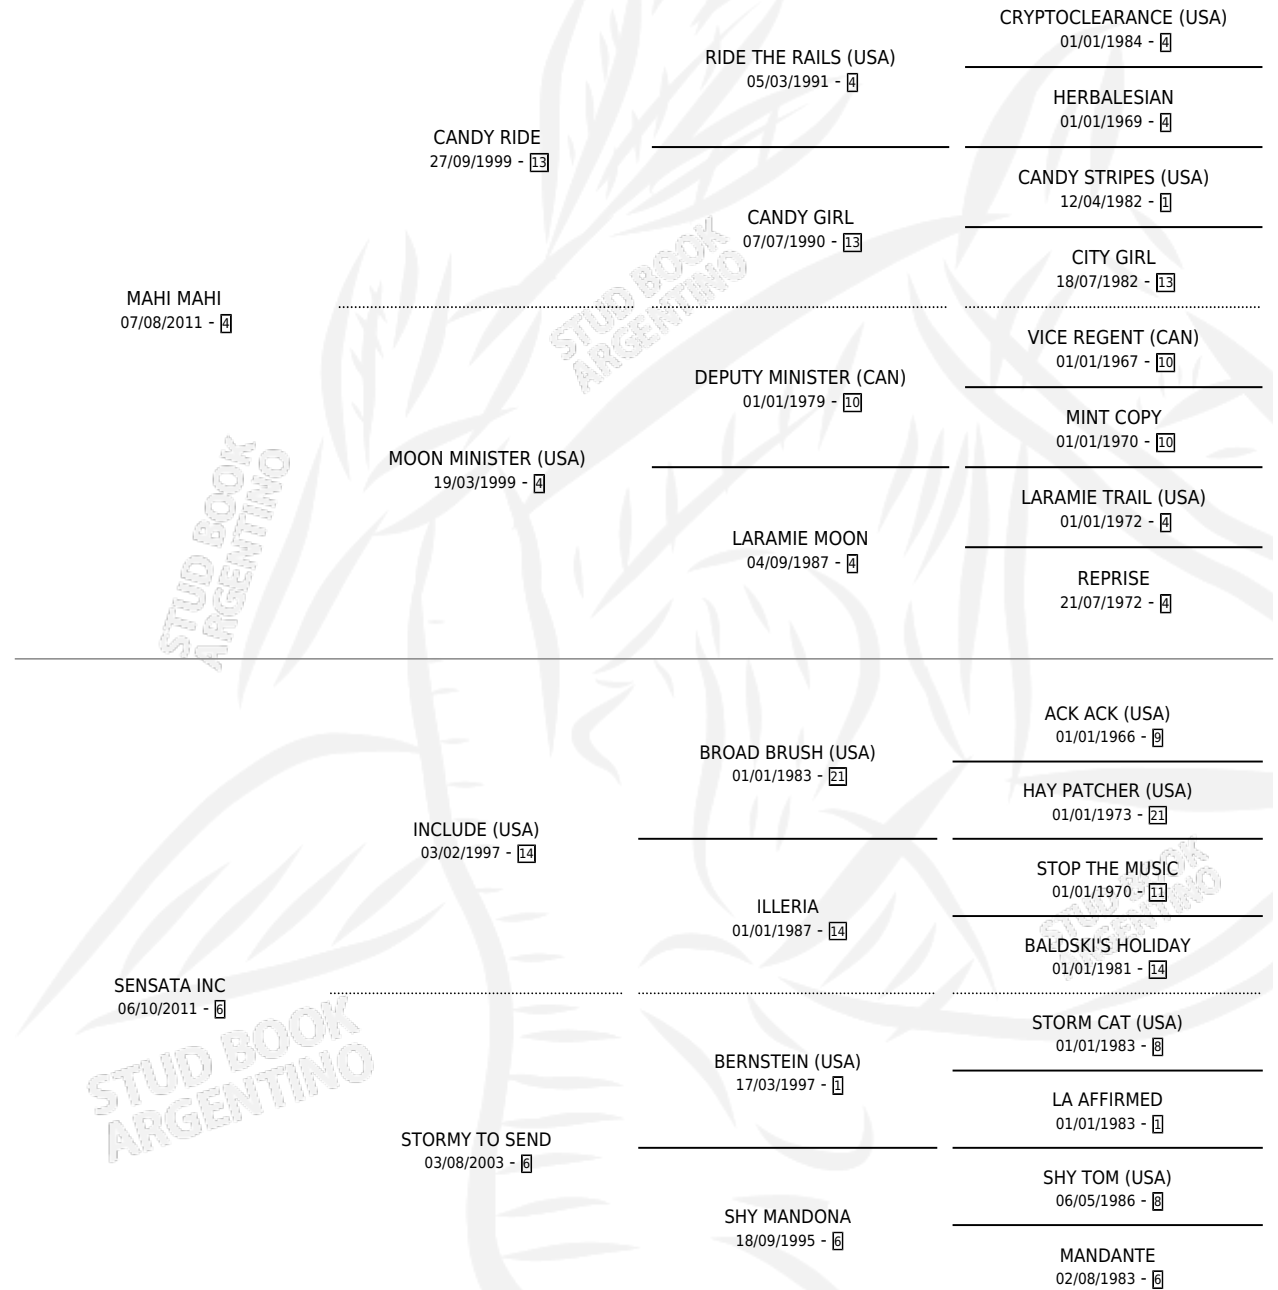 CRYPTOCLEARANCE (USA)
01/01/1984 - 4
RIDE THE RAILS (USA)
05/03/1991 - 4
HERBALESIAN
01/01/1969 - 4
CANDY RIDE
27/09/1999 - 13
CANDY STRIPES (USA)
12/04/1982 - 1
CANDY GIRL
07/07/1990 - 13
CITY GIRL
18/07/1982 - 13
MAHI MAHI
07/08/2011 - 4
STUD BOOK
ARGENTINO
VICE REGENT (CAN)
01/01/1967 - 10
DEPUTY MINISTER (CAN)
01/01/1979 - 10
MINT COPY
01/01/1970 - 10
MOON MINISTER (USA)
19/03/1999 - 4
LARAMIE TRAIL (USA)
01/01/1972 - 4
LARAMIE MOON
04/09/1987 - 4
REPRISE
21/07/1972 - 4
STUD BOOK
ARGENTINO
ACK ACK (USA)
01/01/1966 - 9
BROAD BRUSH (USA)
01/01/1983 - 21
HAY PATCHER (USA)
01/01/1973 - 21
INCLUDE (USA)
03/02/1997 - 14
STOP THE MUSIC
01/01/1970 - 11
ILLERIA
01/01/1987 - 14
STUD BOOK
ARGENTINO
BALDSKI'S HOLIDAY
01/01/1981 - 14
SENSATA INC
06/10/2011 - 6
STORM CAT (USA)
01/01/1983 - 8
BERNSTEIN (USA)
17/03/1997 - 1
LA AFFIRMED
01/01/1983 - 1
STUD BOOK
ARGENTINO
STORMY TO SEND
03/08/2003 - 6
SHY TOM (USA)
06/05/1986 - 8
SHY MANDONA
18/09/1995 - 6
MANDANTE
02/08/1983 - 6